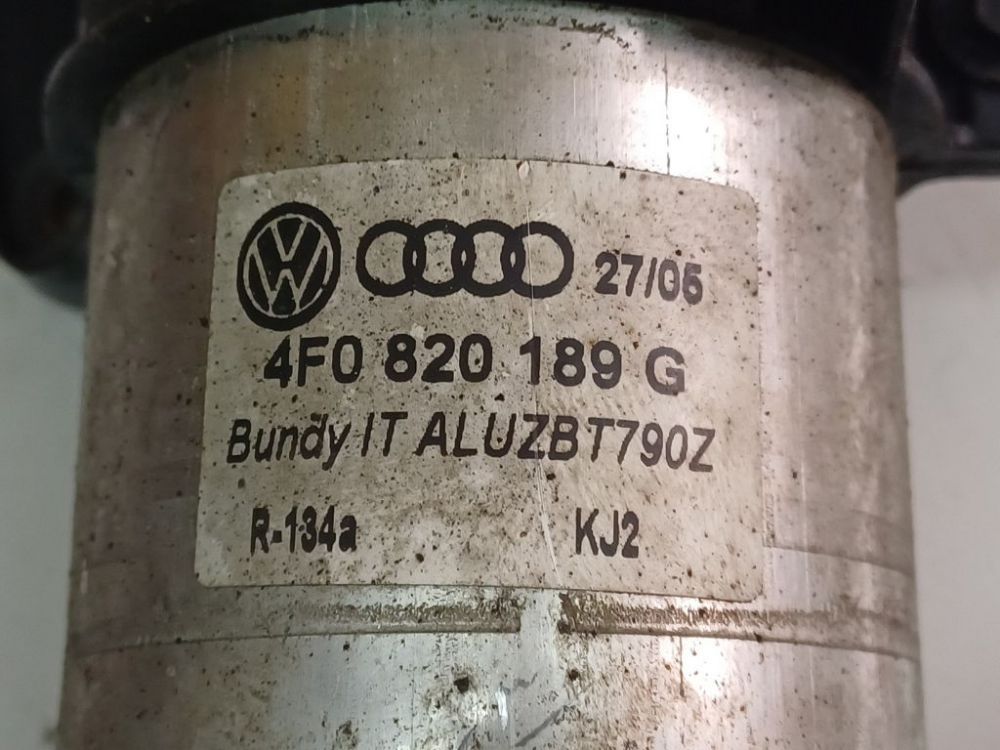 27/05
4F0 820 189 G
Bundy IT ALUZBT790Z
R-134a KJ2